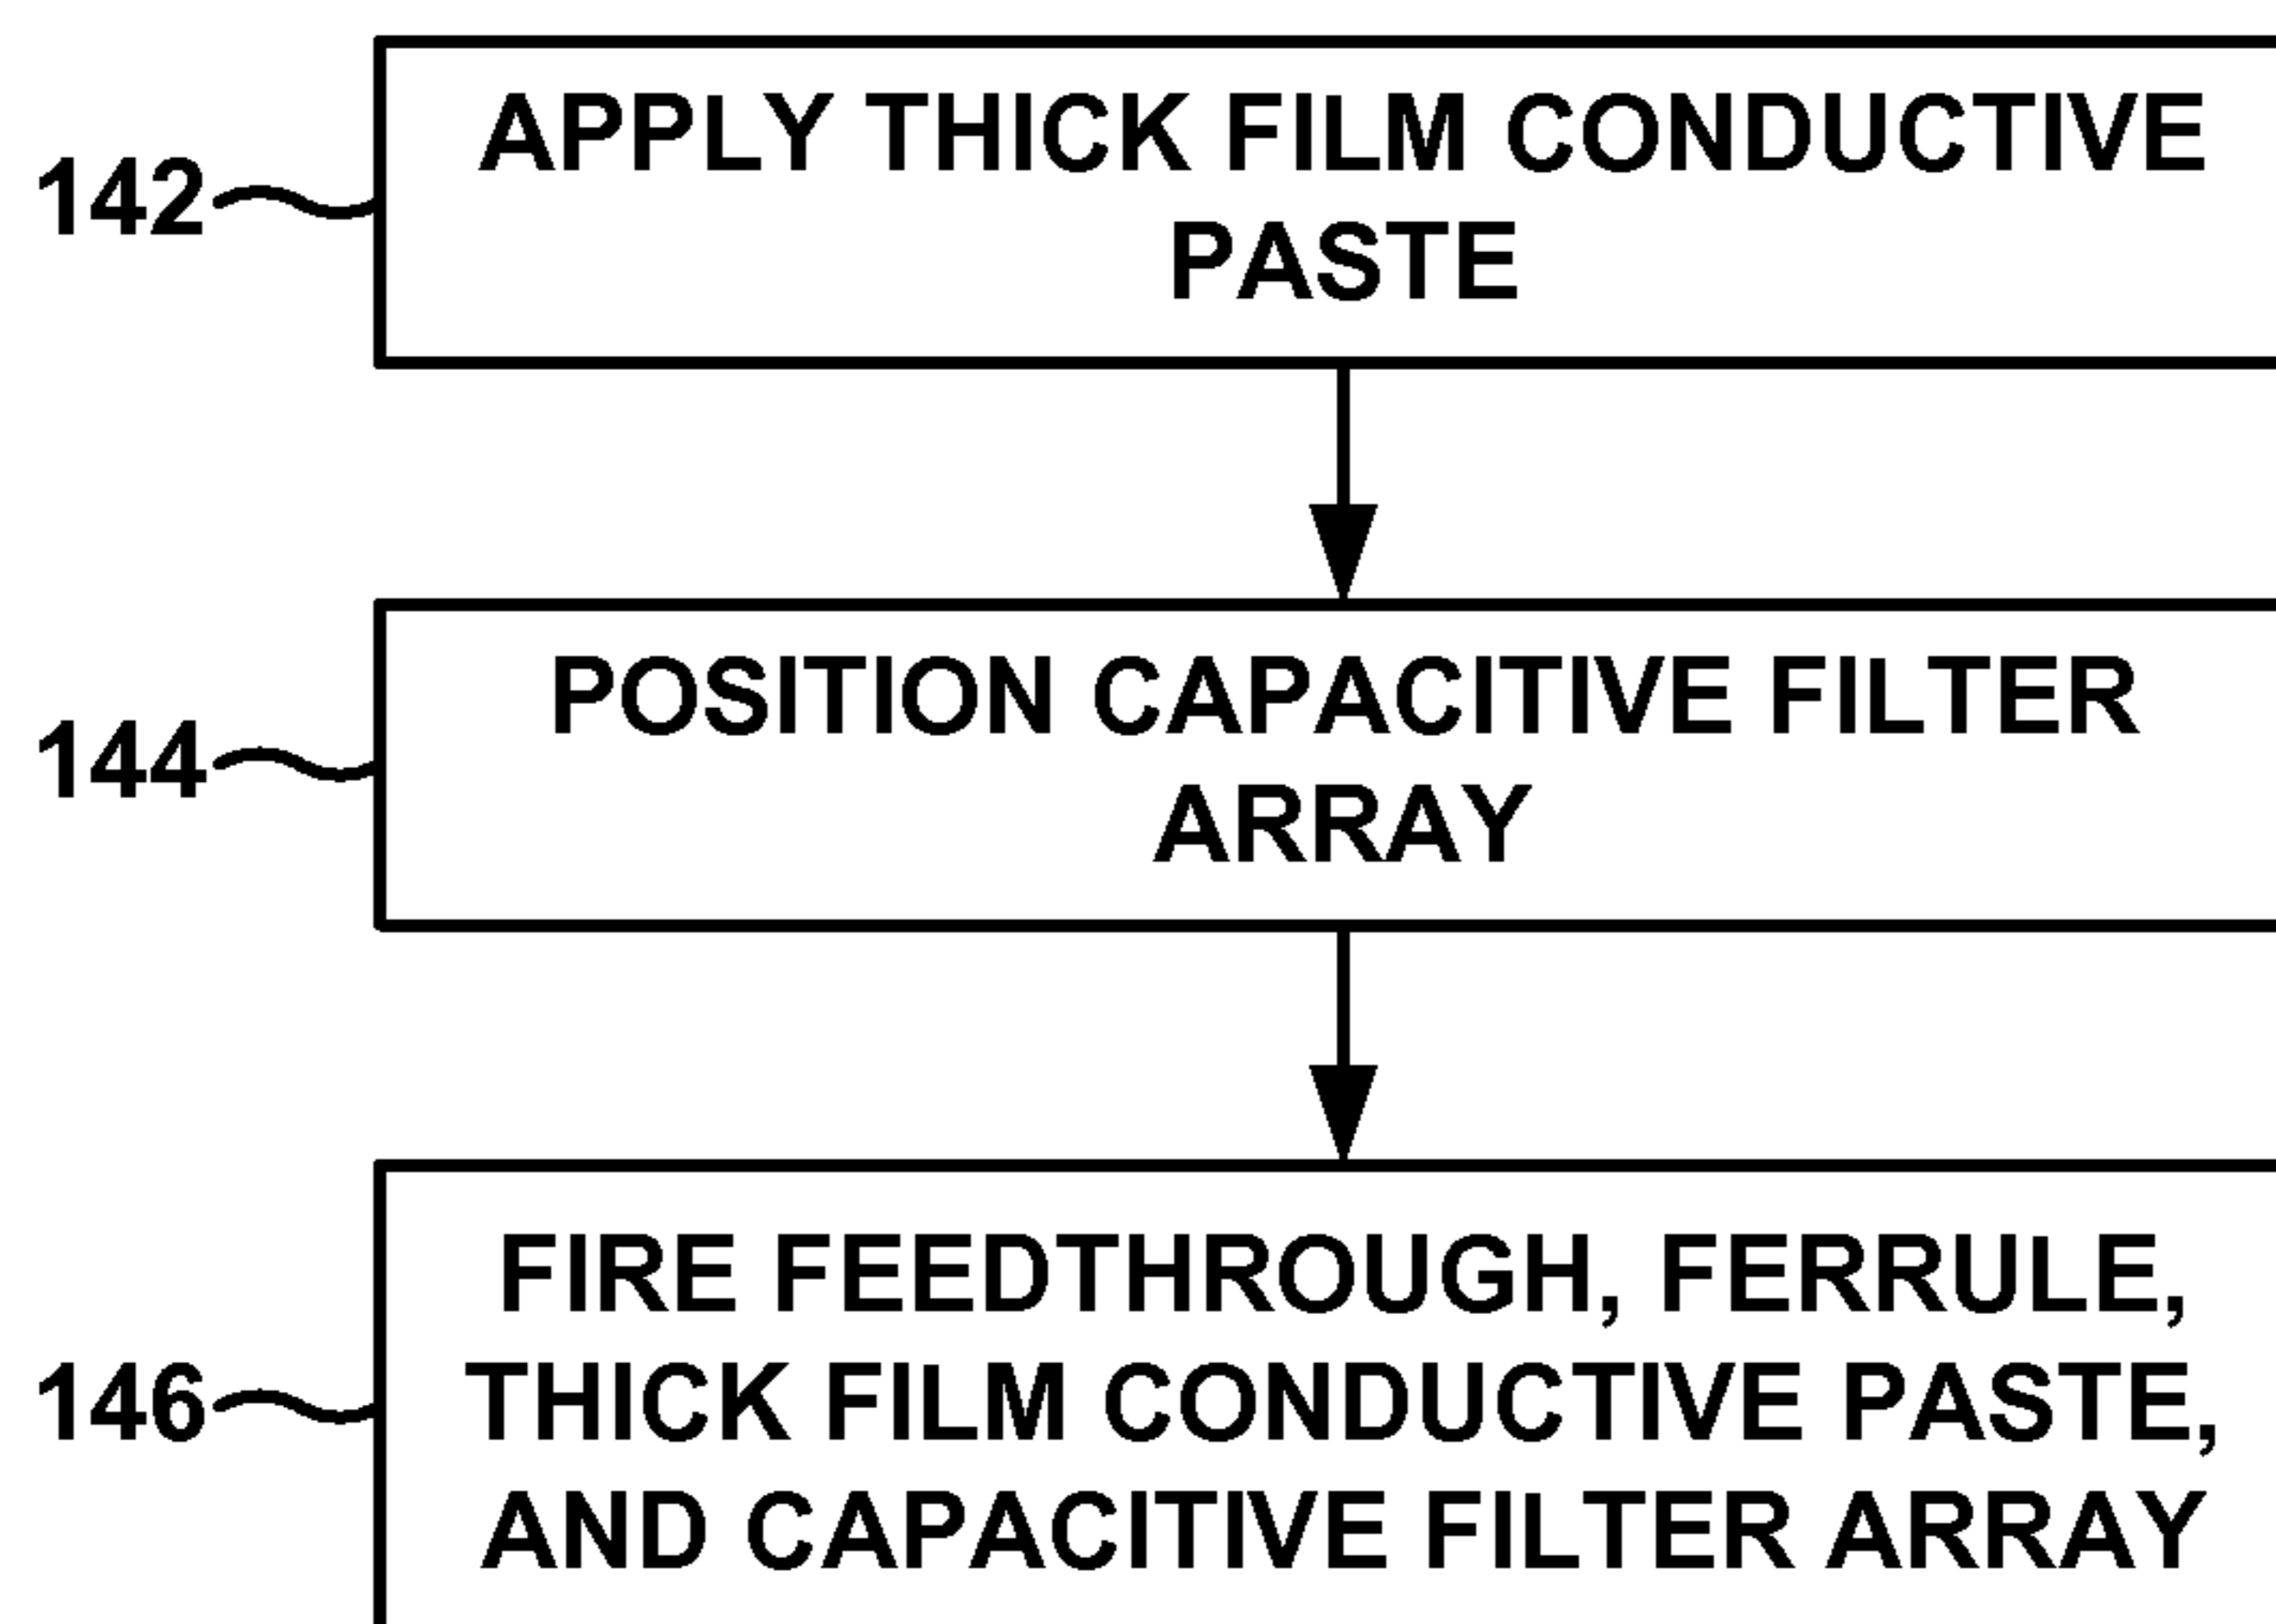 142
APPLY THICK FILM CONDUCTIVE
PASTE
144
POSITION CAPACITIVE FILTER
ARRAY
146
FIRE FEEDTHROUGH, FERRULE,
THICK FILM CONDUCTIVE PASTE,
AND CAPACITIVE FILTER ARRAY